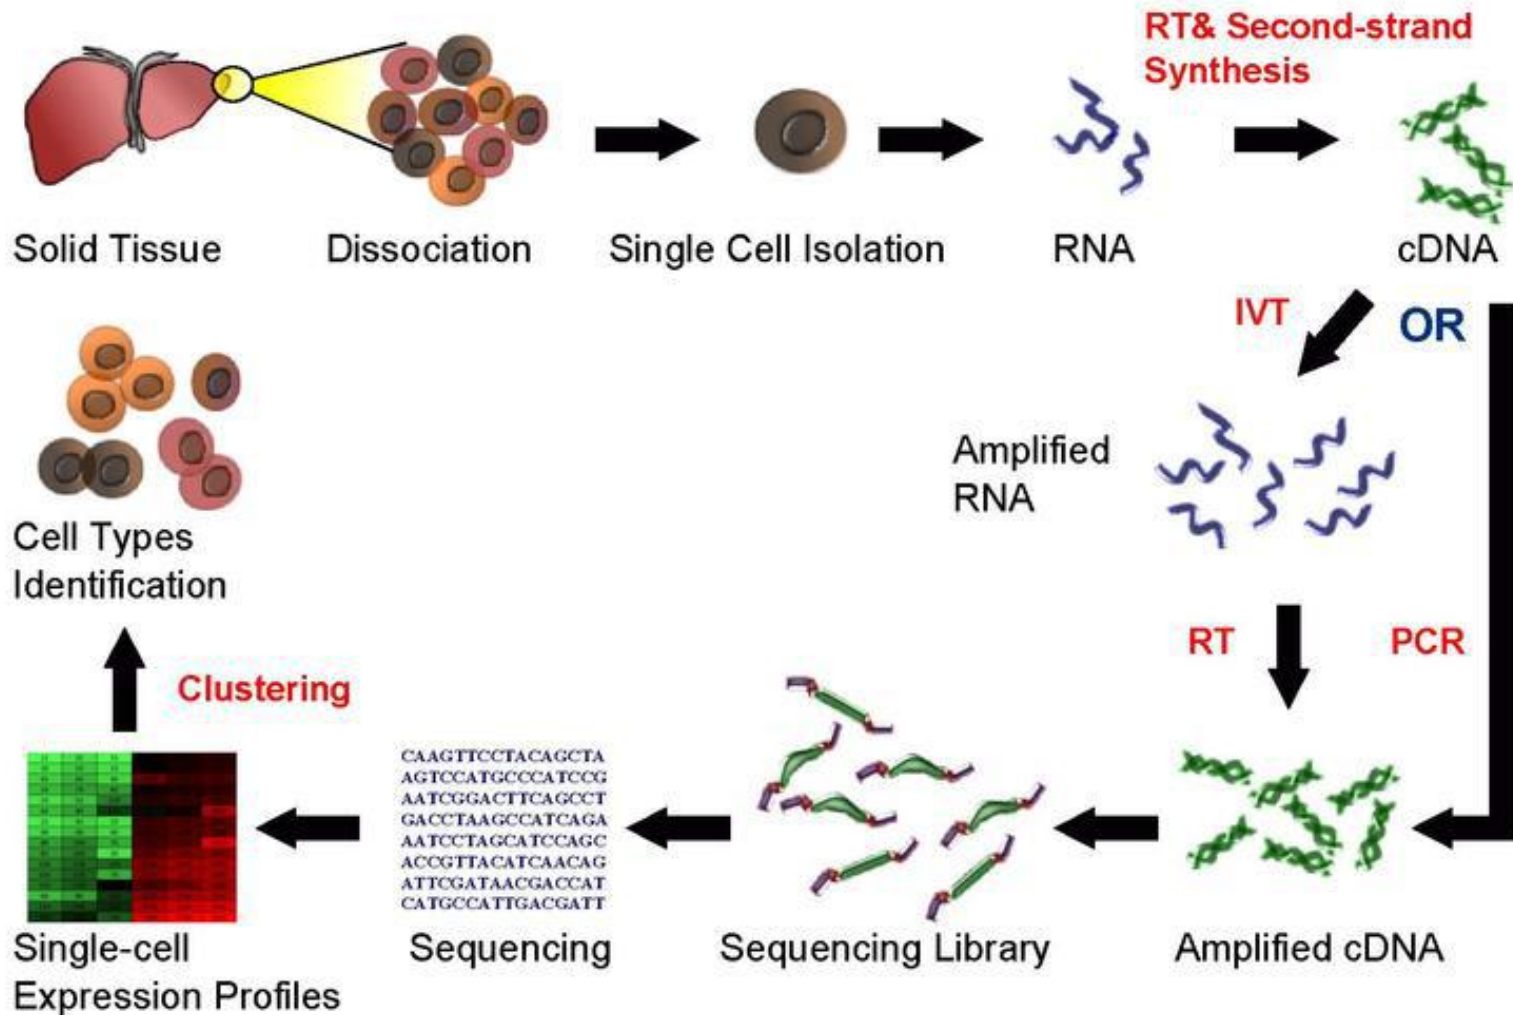 RT& Second-strand
Synthesis
Solid Tissue
Dissociation
Single Cell Isolation
RNA
cDNA
IVT
OR
Amplified
RNA
RT
PCR
Cell Types
Identification
Clustering
CAAGTTCCTACAGCTA
AGTCCATGCCCATCCG
AATCGGACTTCAGCCT
GACCTAAGCCATCAGA
AATCCTAGCATCCAGC
ACCGTTACATCAACAG
ATTCGATAACGACCAT
CATGCCATTGACGATT
Single-cell
Expression Profiles
Sequencing
Sequencing Library
Amplified cDNA